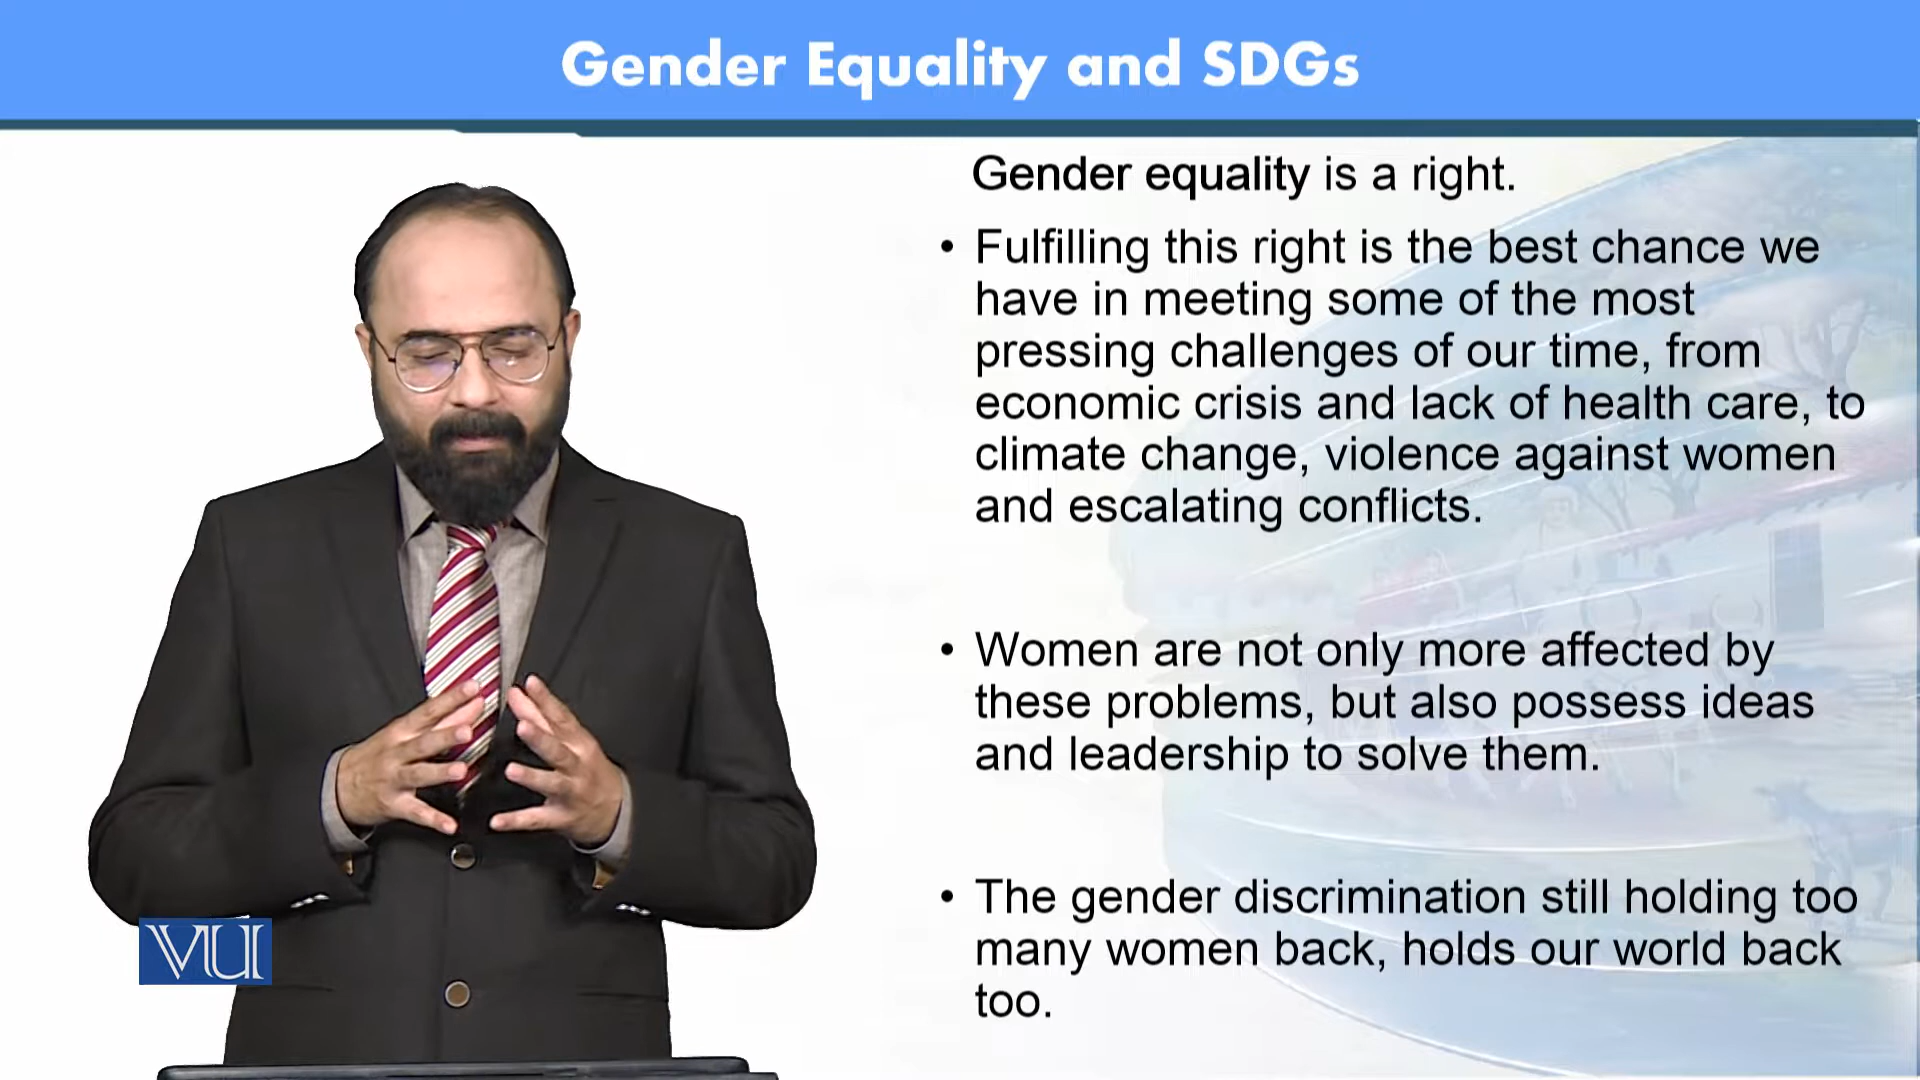 Gender Equality and SDGs
Gender equality is a right.
• Fulfilling this right is the best chance we
have in meeting some of the most
pressing challenges of our time, from
economic crisis and lack of health care, to
climate change, violence against women
and escalating conflicts.
• Women are not only more affected by
these problems, but also possess ideas
and leadership to solve them.
• The gender discrimination still holding too
many women back, holds our world back
too.
VU